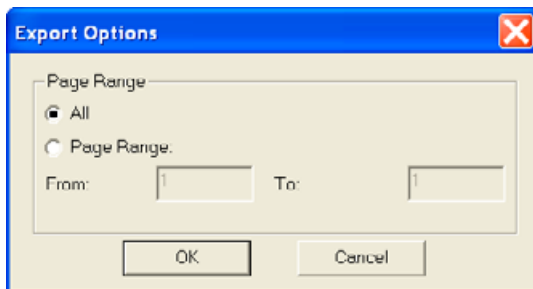 Export Options
Page Range
All
Page Range:
From: 1 To: 1
OK Cancel